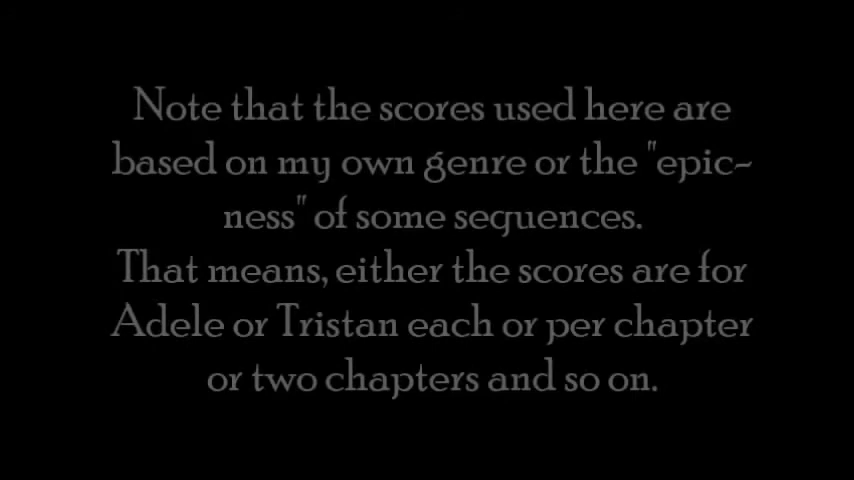 Note that the scores used here are
based on my own genre or the "epic-
ness" of some sequences.
That means, either the scores are for
Adele or Tristan each or per chapter
or two chapters and so on.